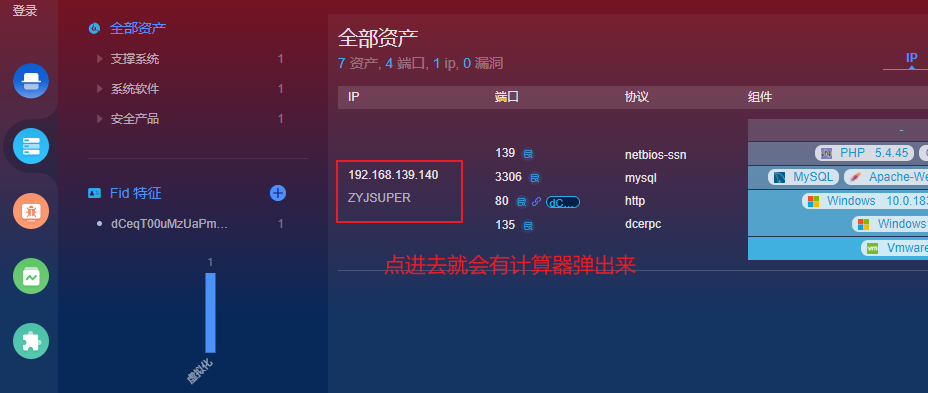 登录
全部资产
支撑系统 1
系统软件 1
安全产品 1
Fid 特征
dCeqT00uMzUaPm... 1
1
虚拟化
全部资产
7 资产, 4 端口, 1 ip, 0 漏洞
IP
IP 端口 协议 组件
-
139 netbios-ssn PHP 5.4.45
192.168.139.140
3306 mysql MySQL Apache-We
ZYJSUPER
80 dC... http Windows 10.0.183
135 dcerpc Windows
Vmware
点进去就会有计算器弹出来